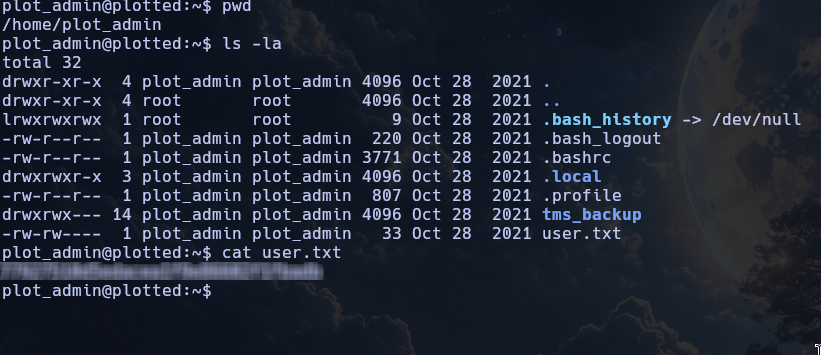 plot_admin@plotted:~$ pwd
/home/plot_admin
plot_admin@plotted:~$ ls -la
total 32
drwxr-xr-x  4 plot_admin plot_admin 4096 Oct 28  2021 .
drwxr-xr-x  4 root       root       4096 Oct 28  2021 ..
lrwxrwxrwx  1 root       root          9 Oct 28  2021 .bash_history -> /dev/null
-rw-r--r--  1 plot_admin plot_admin  220 Oct 28  2021 .bash_logout
-rw-r--r--  1 plot_admin plot_admin 3771 Oct 28  2021 .bashrc
drwxrwxr-x  3 plot_admin plot_admin 4096 Oct 28  2021 .local
-rw-r--r--  1 plot_admin plot_admin  807 Oct 28  2021 .profile
drwxrwx--- 14 plot_admin plot_admin 4096 Oct 28  2021 tms_backup
-rw-rw----  1 plot_admin plot_admin   33 Oct 28  2021 user.txt
plot_admin@plotted:~$ cat user.txt
plot_admin@plotted:~$